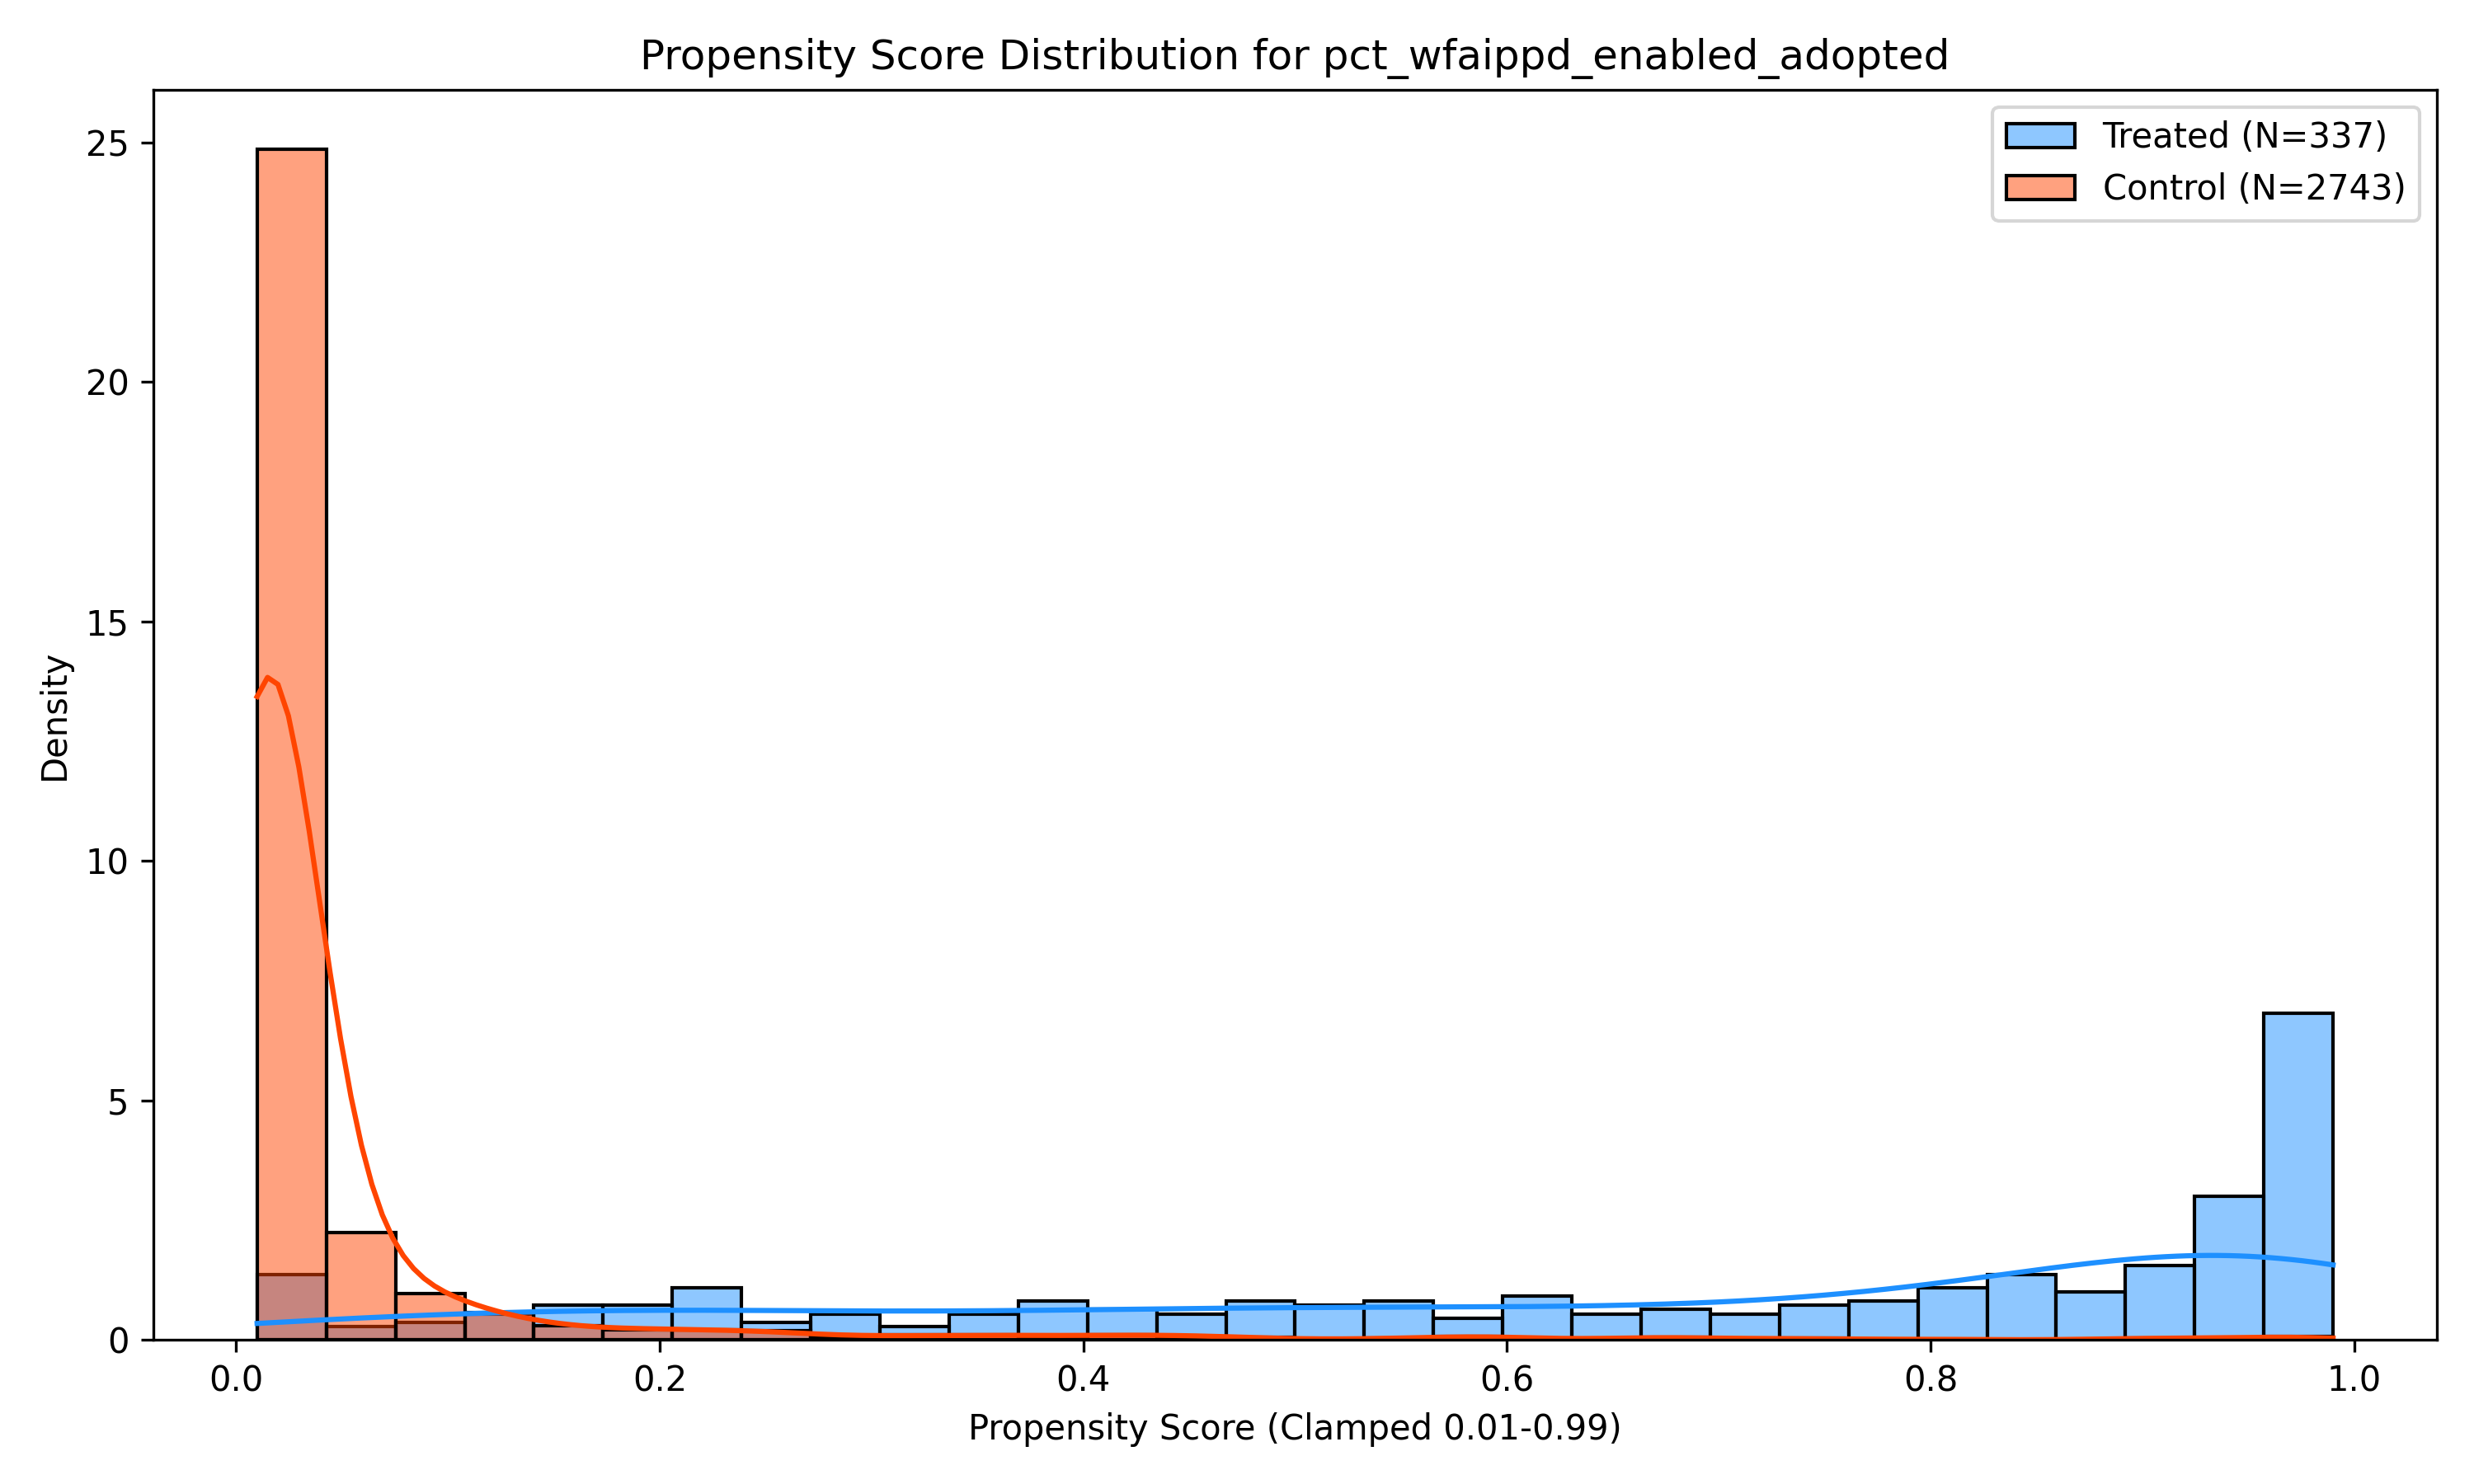 Propensity Score Distribution for pct_wfaippd_enabled_adopted
Treated (N=337)
Control (N=2743)
25
20
15
10
5
0
Density
0.0 0.2 0.4 0.6 0.8 1.0
Propensity Score (Clamped 0.01-0.99)